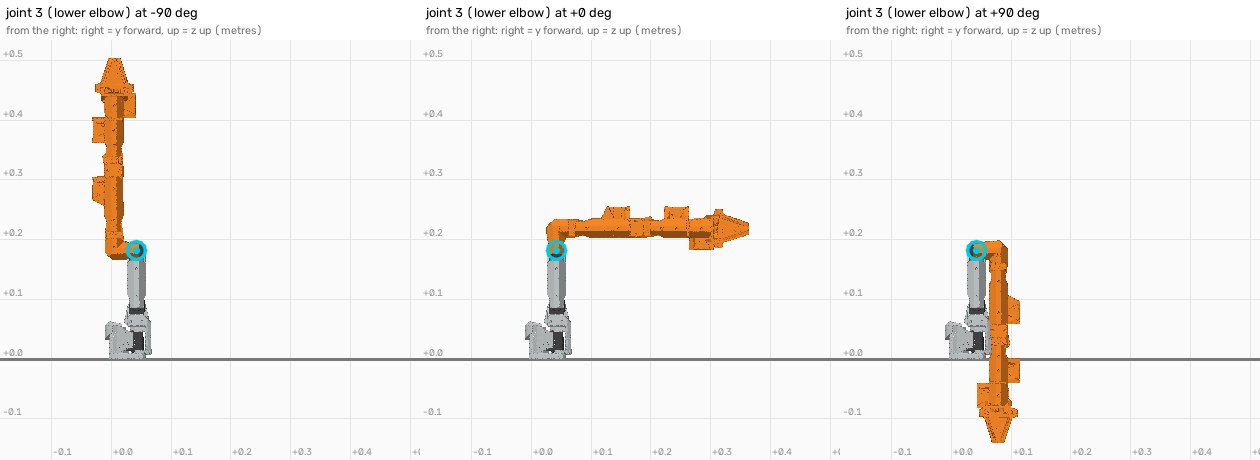 joint 3 (lower elbow) at -90 deg
from the right: right = y forward, up = z up (metres)
+0.5
+0.4
+0.3
+0.2
+0.1
+0.0
-0.1
-0.1 +0.0 +0.1 +0.2 +0.3 +0.4
joint 3 (lower elbow) at +0 deg
from the right: right = y forward, up = z up (metres)
+0.5
+0.4
+0.3
+0.2
+0.1
+0.0
-0.1
-0.1 +0.0 +0.1 +0.2 +0.3 +0.4
joint 3 (lower elbow) at +90 deg
from the right: right = y forward, up = z up (metres)
+0.5
+0.4
+0.3
+0.2
+0.1
+0.0
-0.1
-0.1 +0.0 +0.1 +0.2 +0.3 +0.4